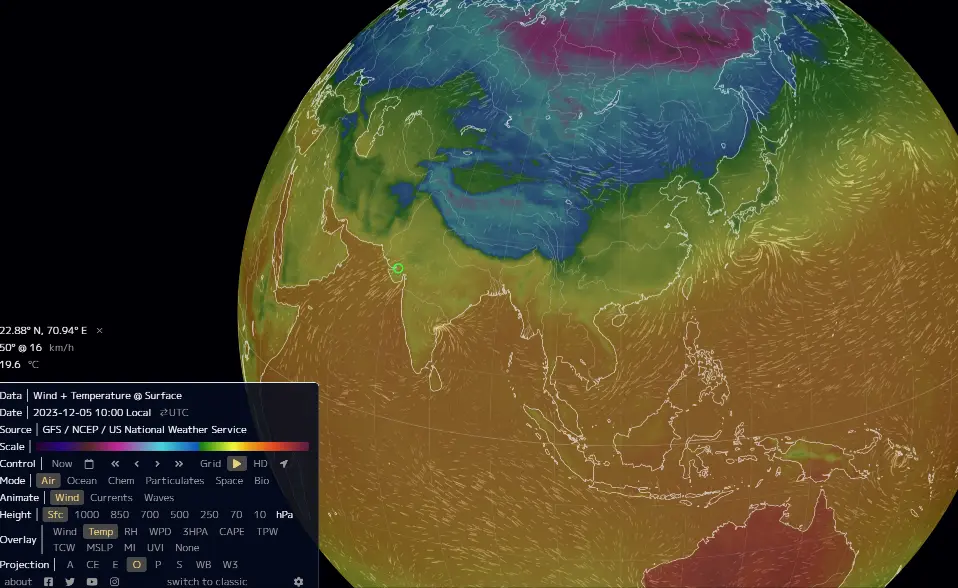 22.88° N, 70.94° E ×
50° @ 16 km/h
19.6 °C
Data | Wind + Temperature @ Surface
Date | 2023-12-05 10:00 Local ⇄UTC
Source | GFS / NCEP / US National Weather Service
Scale |
Control | Now « ‹ › » Grid ▶ HD
Mode | Air Ocean Chem Particulates Space Bio
Animate | Wind Currents Waves
Height | Sfc 1000 850 700 500 250 70 10 hPa
Overlay | Wind Temp RH WPD 3HPA CAPE TPW
TCW MSLP MI UVI None
Projection | A CE E O P S WB W3
about switch to classic